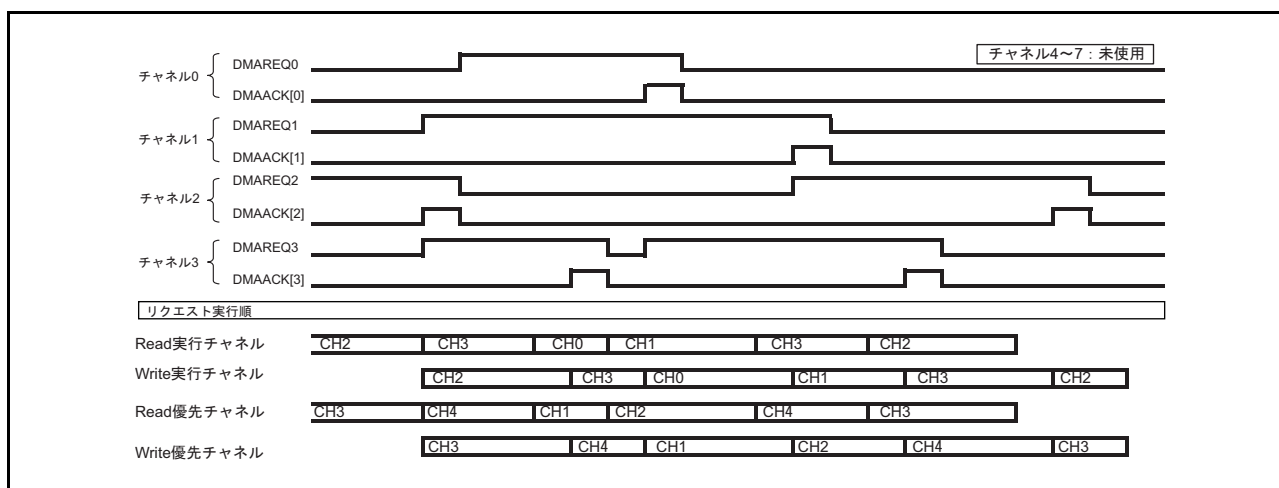 チャネル4～7：未使用
チャネル0
DMAREQ0
DMAACK[0]
チャネル1
DMAREQ1
DMAACK[1]
チャネル2
DMAREQ2
DMAACK[2]
チャネル3
DMAREQ3
DMAACK[3]
リクエスト実行順
Read実行チャネル CH2 CH3 CH0 CH1 CH3 CH2
Write実行チャネル CH2 CH3 CH0 CH1 CH3 CH2
Read優先チャネル CH3 CH4 CH1 CH2 CH4 CH3
Write優先チャネル CH3 CH4 CH1 CH2 CH4 CH3